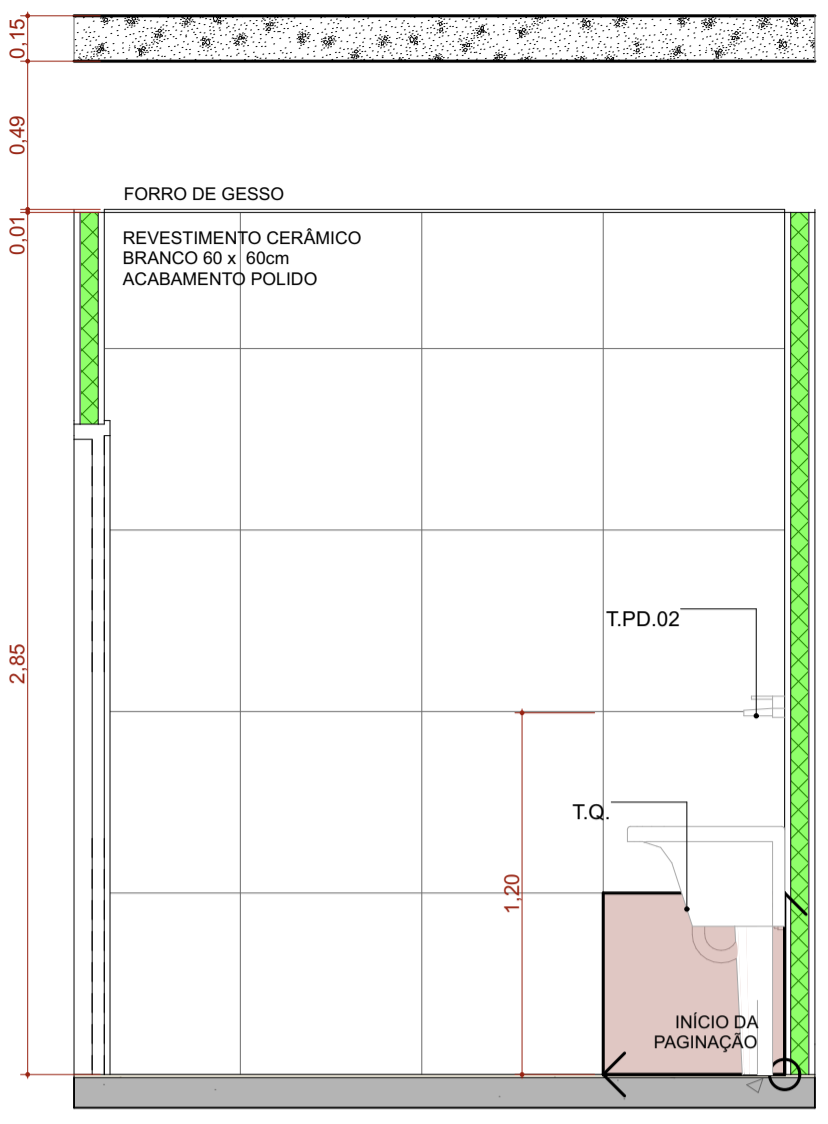 0,15
0,49
FORRO DE GESSO
0,01
REVESTIMENTO CERÂMICO
BRANCO 60 x 60cm
ACABAMENTO POLIDO
T.PD.02
2,85
T.Q.
1,20
INÍCIO DA
PAGINAÇÃO